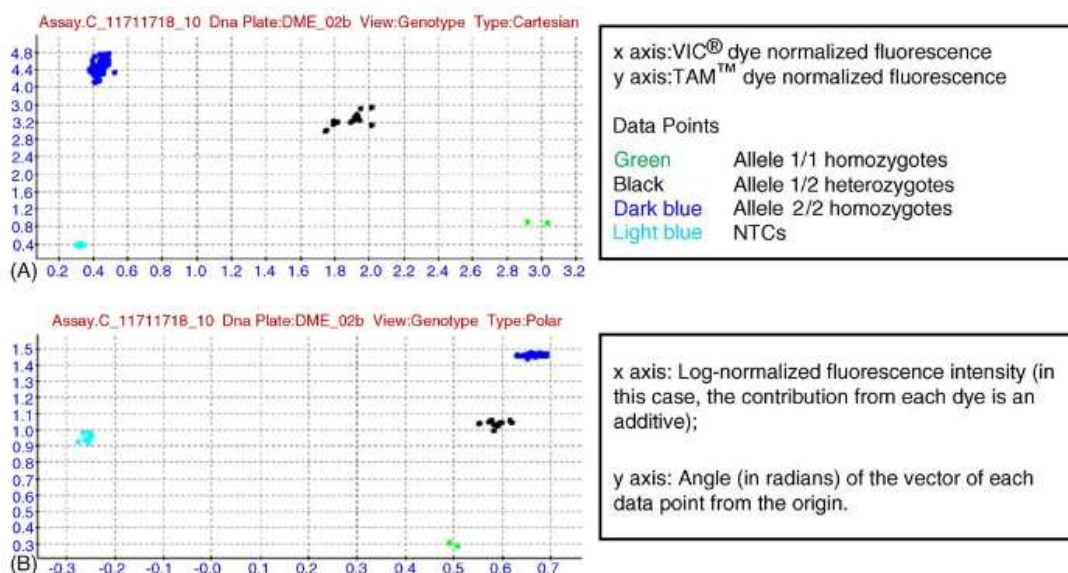 Assay.C_11711718_10 Dna Plate:DME_02b View:Genotype Type:Cartesian
4.8
4.4
4.0
3.6
3.0
3.2
2.8
2.4
2.0
1.6
1.2
0.8
0.4
(A)
0.2 0.4 0.6 0.8 1.0 1.2 1.4 1.6 1.8 2.0 2.2 2.4 2.6 2.8 3.0 3.2
x axis:VIC® dye normalized fluorescence
y axis:TAM™ dye normalized fluorescence
Data Points
Green Allele 1/1 homozygotes
Black Allele 1/2 heterozygotes
Dark blue Allele 2/2 homozygotes
Light blue NTCs
Assay.C_11711718_10 Dna Plate:DME_02b View:Genotype Type:Polar
1.5
1.4
1.3
1.2
1.1
1.0
0.9
0.8
0.7
0.6
0.5
0.4
0.3
(B)
-0.3 -0.2 -0.1 -0.0 0.1 0.2 0.3 0.4 0.5 0.6 0.7
x axis: Log-normalized fluorescence intensity (in
this case, the contribution from each dye is an
additive);
y axis: Angle (in radians) of the vector of each
data point from the origin.